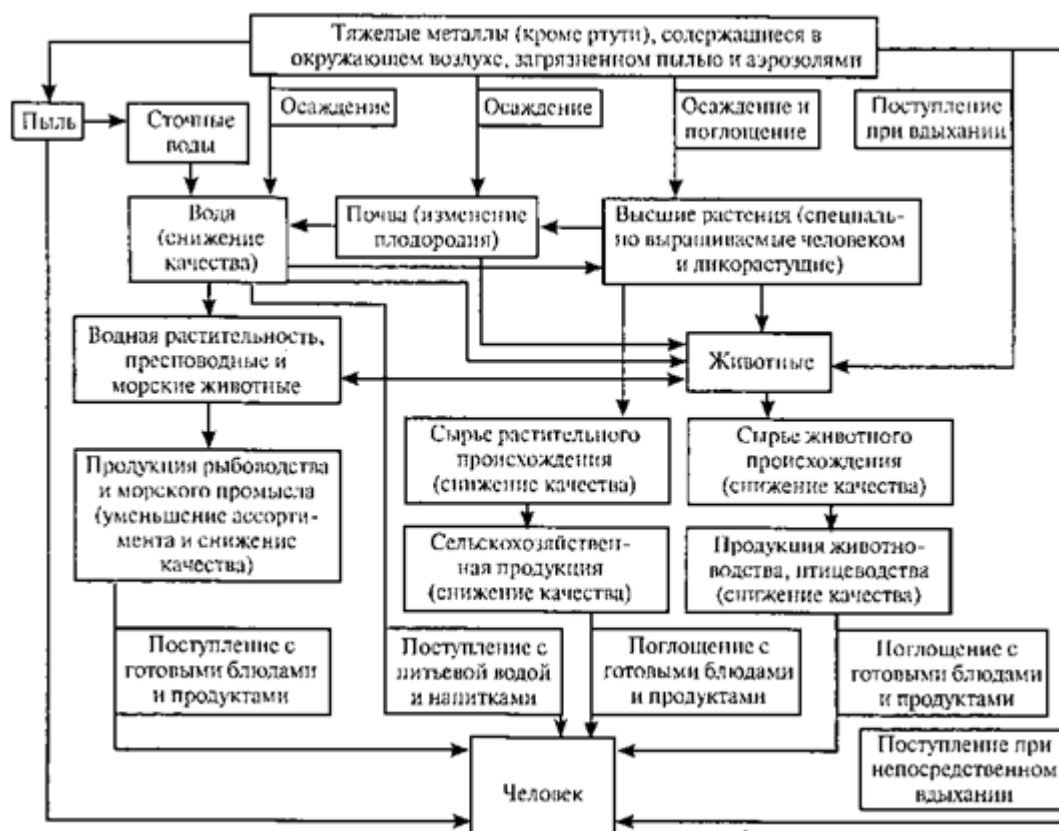 Тяжелые металлы (кроме ртути), содержащиеся в
окружающем воздухе, загрязненном пылью и аэрозолями
Пыль
Сточные
воды
Осаждение
Осаждение
Осаждение и
поглощение
Поступление
при вдыхании
Вода
(снижение
качества)
Почва (изменение
плодородия)
Высшие растения (специаль-
но выращиваемые человеком
и дикорастущие)
Водная растительность,
пресноводные и
морские животные
Животные
Продукция рыбоводства
и морского промысла
(уменьшение ассорти-
мента и снижение
качества)
Сырье растительного
происхождения
(снижение качества)
Сырье животного
происхождения
(снижение качества)
Сельскохозяйствен-
ная продукция
(снижение качества)
Продукция животно-
водства, птицеводства
(снижение качества)
Поступление с
готовыми блюдами
и продуктами
Поступление с
питьевой водой
и напитками
Поглощение с
готовыми блюдами
и продуктами
Поглощение с
готовыми блюдами
и продуктами
Поступление при
непосредственном
вдыхании
Человек